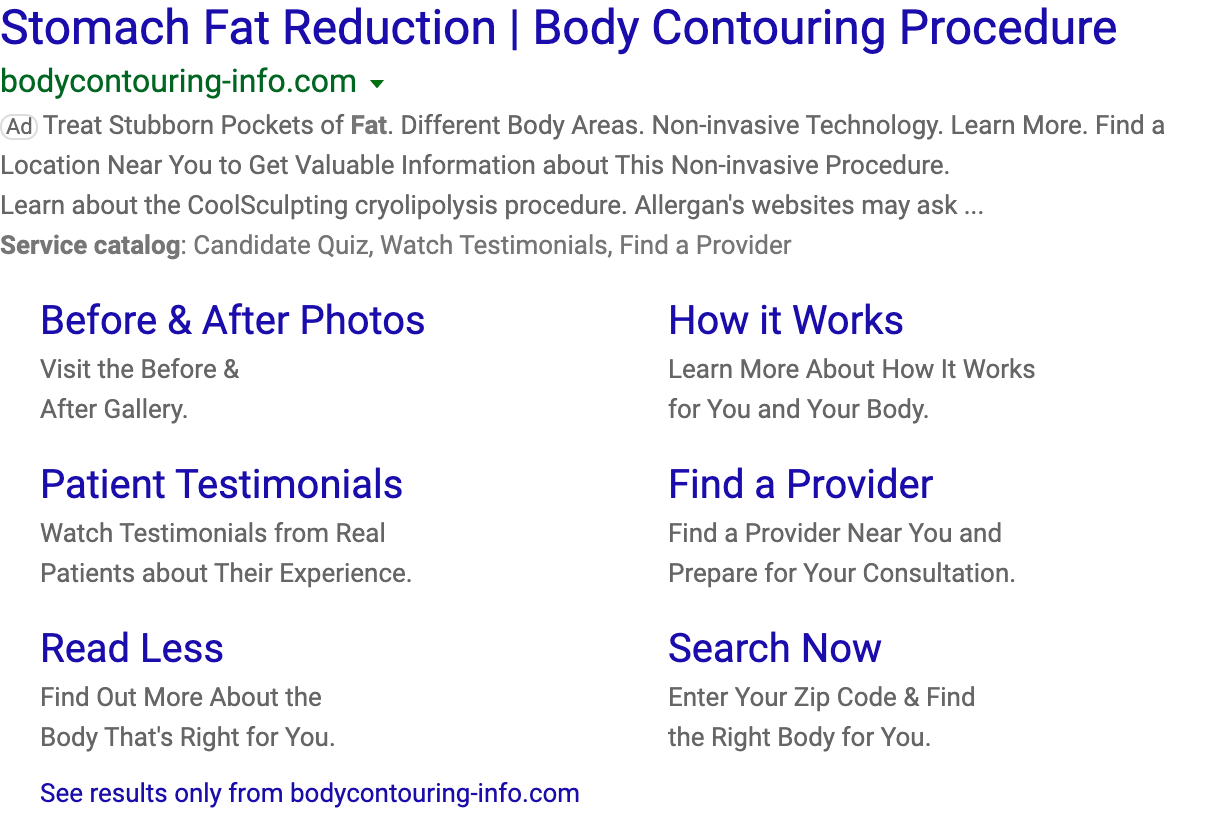 Stomach Fat Reduction | Body Contouring Procedure
bodycontouring-info.com
Ad Treat Stubborn Pockets of Fat. Different Body Areas. Non-invasive Technology. Learn More. Find a
Location Near You to Get Valuable Information about This Non-invasive Procedure.
Learn about the CoolSculpting cryolipolysis procedure. Allergan's websites may ask ...
Service catalog: Candidate Quiz, Watch Testimonials, Find a Provider
Before & After Photos
Visit the Before &
After Gallery.
How it Works
Learn More About How It Works
for You and Your Body.
Patient Testimonials
Watch Testimonials from Real
Patients about Their Experience.
Find a Provider
Find a Provider Near You and
Prepare for Your Consultation.
Read Less
Find Out More About the
Body That's Right for You.
Search Now
Enter Your Zip Code & Find
the Right Body for You.
See results only from bodycontouring-info.com